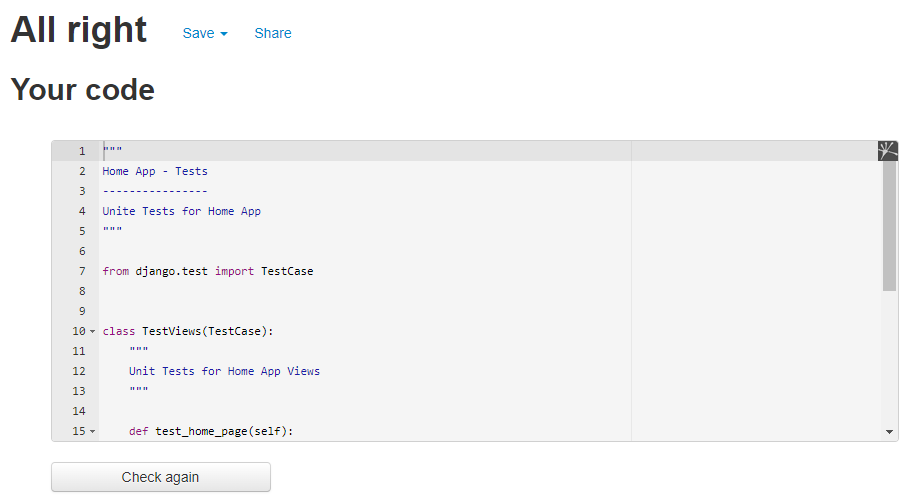 All right Save Share
Your code
1 """
2 Home App - Tests
3 ----------------
4 Unite Tests for Home App
5 """
6
7 from django.test import TestCase
8
9
10 class TestViews(TestCase):
11 """
12 Unit Tests for Home App Views
13 """
14
15 def test_home_page(self):
Check again